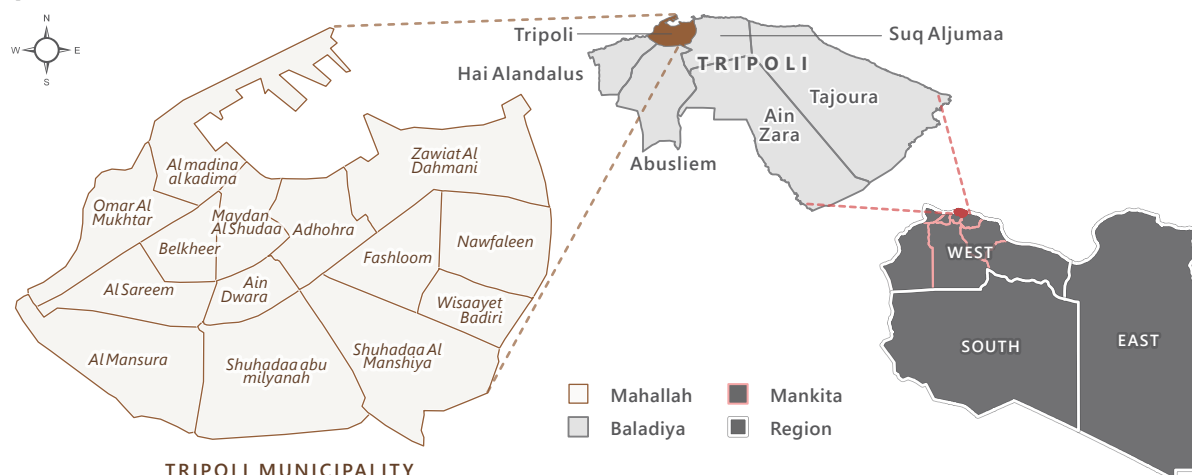 N
W
E
S
Tripoli
Suq Aljumaa
Hai Alandalus
TRIPOLI
Tajoura
Ain
Zara
Abusliem
Al madina
al kadima
Zawiat Al
Dahmani
Omar Al
Mukhtar
Maydan
Al Shudaa
Adhohra
Belkheer
Fashloom
Nawfaleen
Al Sareem
Ain
Dwara
Wisaayet
Badiri
Al Mansura
Shuhadaa abu
milyanah
Shuhadaa Al
Manshiya
WEST
SOUTH
EAST
Mahallah
Mankita
Baladiya
Region
TRIPOLI MUNICIPALITY